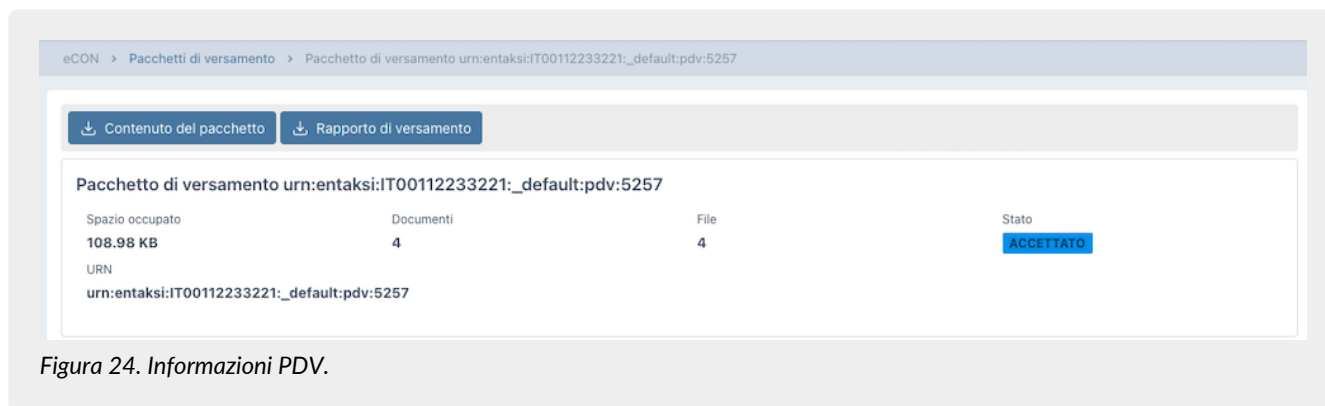 eCON > Pacchetti di versamento > Pacchetto di versamento urn:entaksi:IT00112233221:_default:pdv:5257
Contenuto del pacchetto Rapporto di versamento
Pacchetto di versamento urn:entaksi:IT00112233221:_default:pdv:5257
Spazio occupato Documenti File Stato
108.98 KB 4 4 ACCETTATO
URN
urn:entaksi:IT00112233221:_default:pdv:5257
Figura 24. Informazioni PDV.